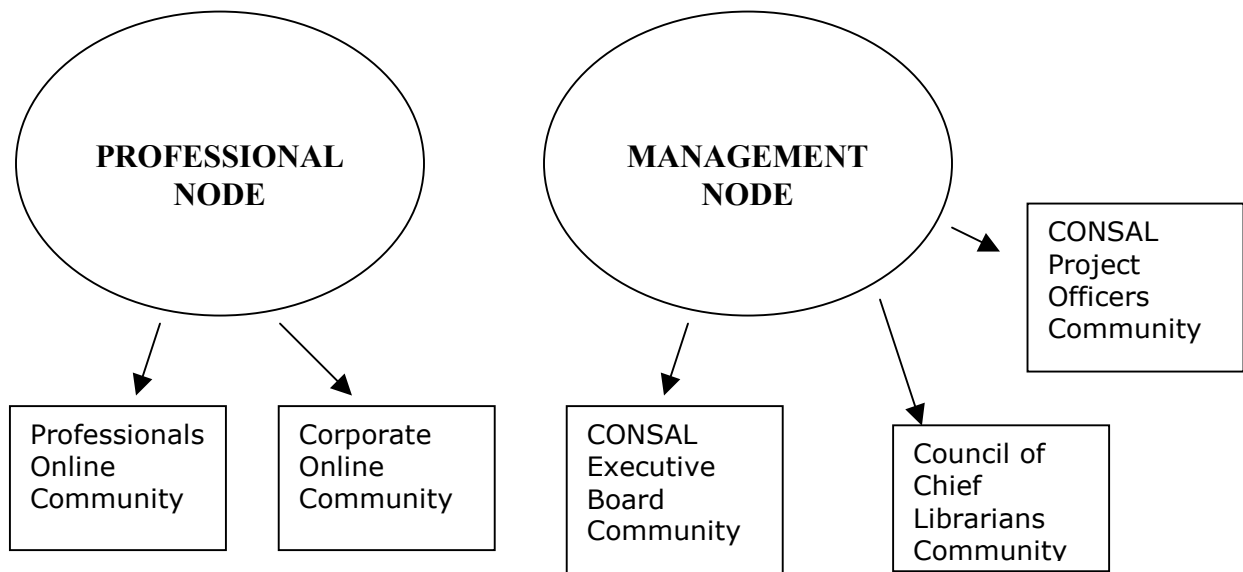 PROFESSIONAL
NODE
MANAGEMENT
NODE
CONSAL
Project
Officers
Community
Professionals
Online
Community
Corporate
Online
Community
CONSAL
Executive
Board
Community
Council of
Chief
Librarians
Community